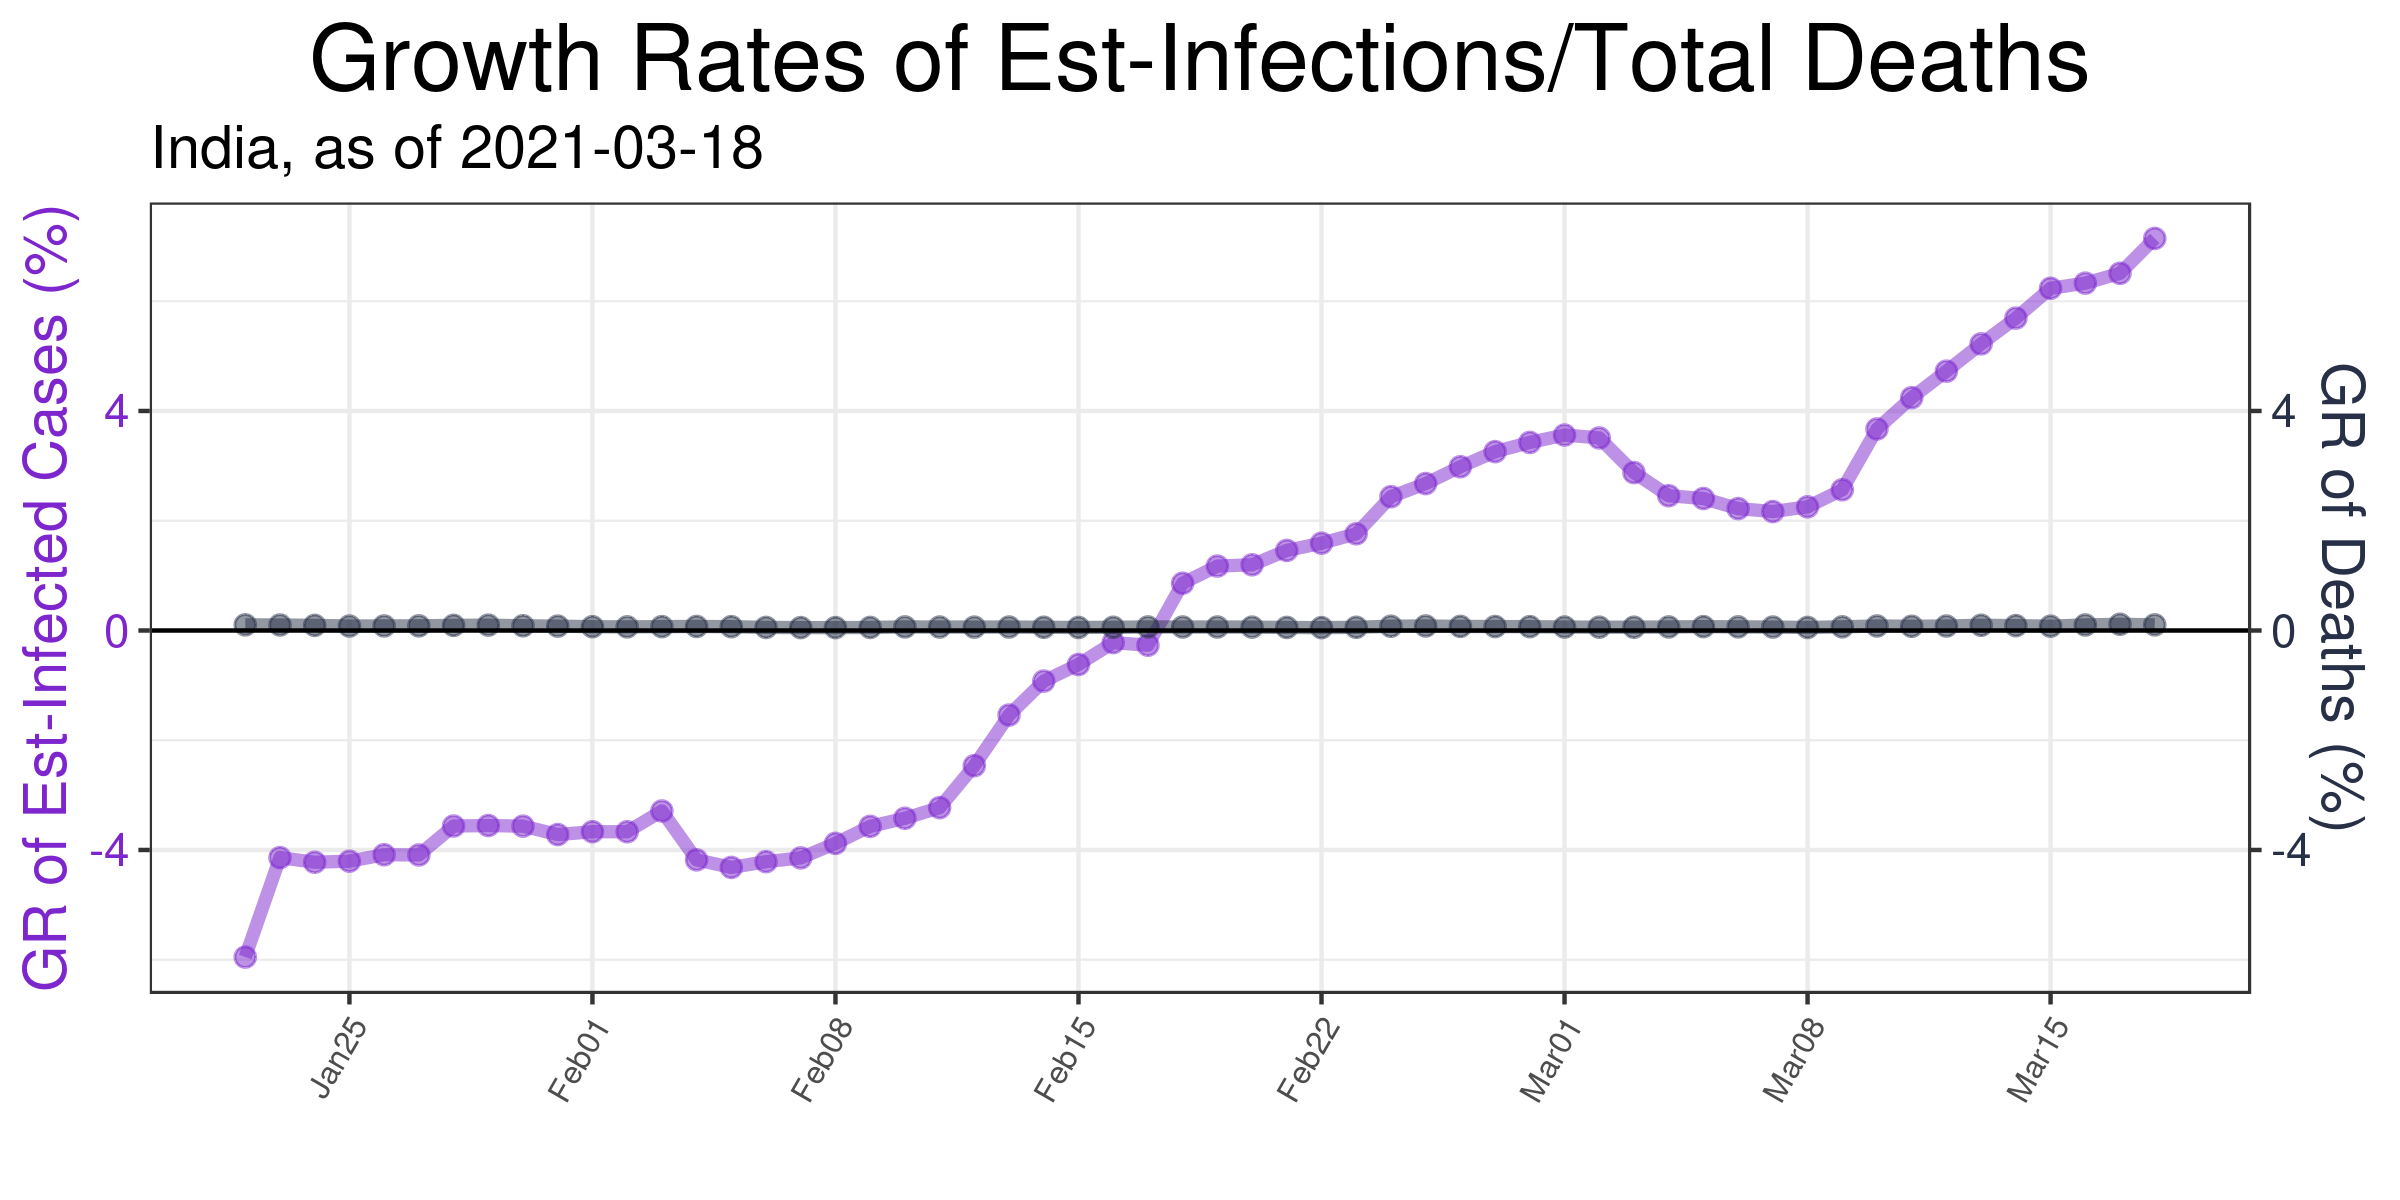 Growth Rates of Est-Infections/Total Deaths
India, as of 2021-03-18
GR of Est-Infected Cases (%)
4
0
-4
4
0
-4
GR of Deaths (%)
Jan25
Feb01
Feb08
Feb15
Feb22
Mar01
Mar08
Mar15